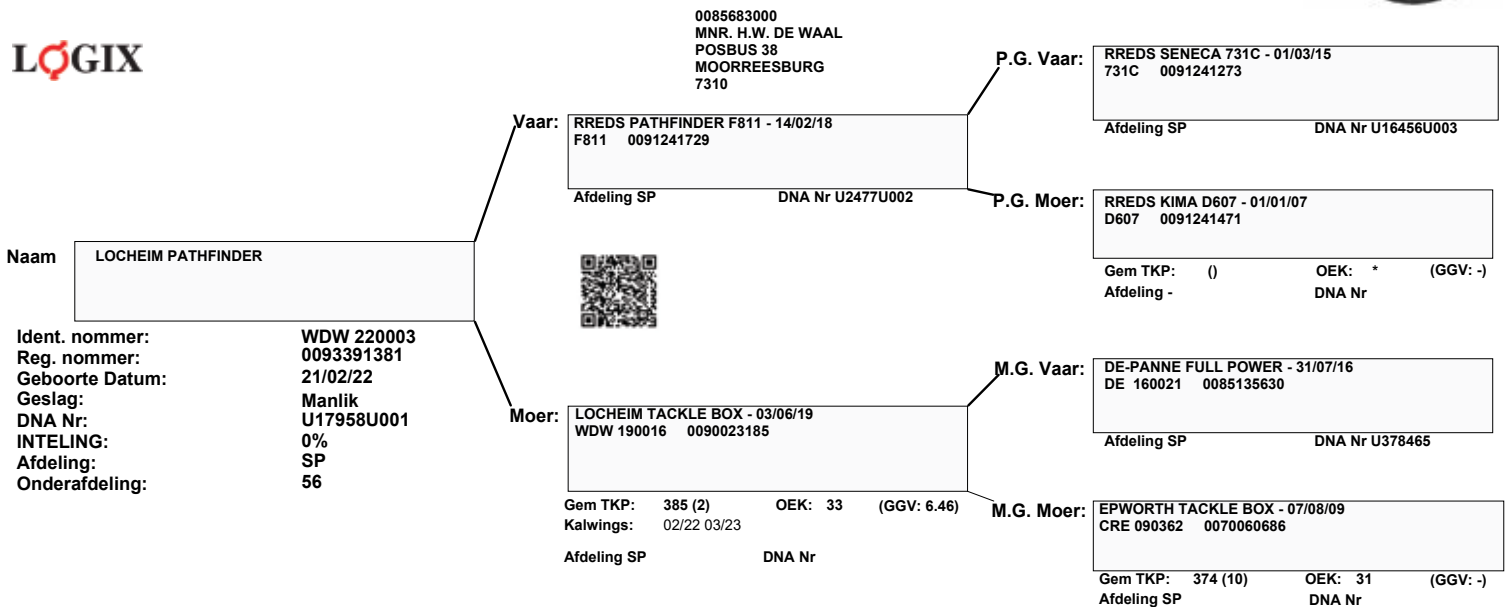 LOGIX
0085683000
MNR. H.W. DE WAAL
POSBUS 38
MOORREESBURG
7310
Naam LOCHEIM PATHFINDER
Ident. nommer: WDW 220003
Reg. nommer: 0093391381
Geboorte Datum: 21/02/22
Geslag: Manlik
DNA Nr: U17958U001
INTELING: 0%
Afdeling: SP
Onderafdeling: 56
Vaar: RREDS PATHFINDER F811 - 14/02/18
F811 0091241729
Afdeling SP DNA Nr U2477U002
Moer: LOCHEIM TACKLE BOX - 03/06/19
WDW 190016 0090023185
Gem TKP: 385 (2) OEK: 33 (GGV: 6.46)
Kalwings: 02/22 03/23
Afdeling SP DNA Nr
P.G. Vaar: RREDS SENECA 731C - 01/03/15
731C 0091241273
Afdeling SP DNA Nr U16456U003
P.G. Moer: RREDS KIMA D607 - 01/01/07
D607 0091241471
Gem TKP: () OEK: * (GGV: -)
Afdeling - DNA Nr
M.G. Vaar: DE-PANNE FULL POWER - 31/07/16
DE 160021 0085135630
Afdeling SP DNA Nr U378465
M.G. Moer: EPWORTH TACKLE BOX - 07/08/09
CRE 090362 0070060686
Gem TKP: 374 (10) OEK: 31 (GGV: -)
Afdeling SP DNA Nr